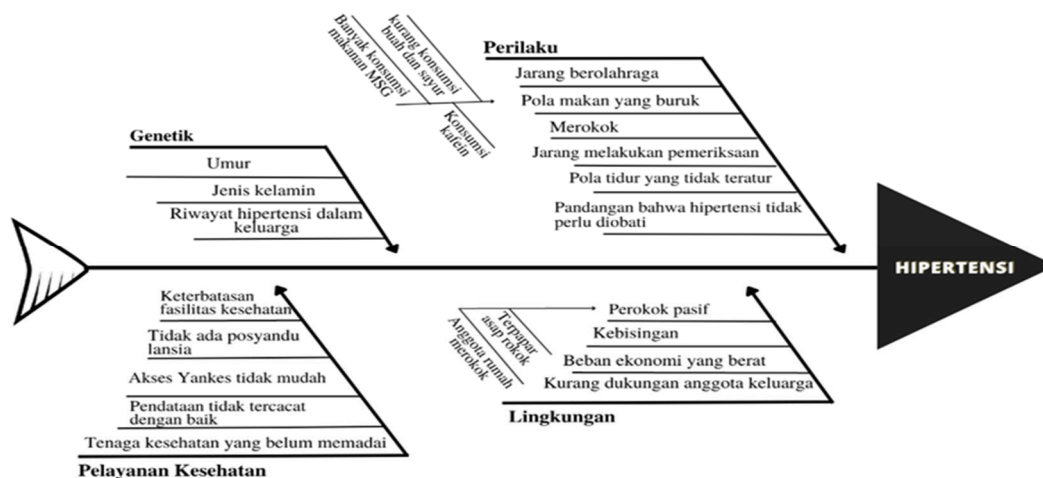 Perilaku
Banyak konsumsi
makanan MSG
kurang konsumsi
buah dan sayur
Konsumsi
kafein
Jarang berolahraga
Pola makan yang buruk
Merokok
Jarang melakukan pemeriksaan
Pola tidur yang tidak teratur
Pandangan bahwa hipertensi tidak
perlu diobati
Genetik
Umur
Jenis kelamin
Riwayat hipertensi dalam
keluarga
HIPERTENSI
Keterbatasan
fasilitas kesehatan
Tidak ada posyandu
lansia
Akses Yankes tidak mudah
Pendataan tidak tercacat
dengan baik
Tenaga kesehatan yang belum memadai
Pelayanan Kesehatan
Terpapar
asap rokok
Anggota rumah
merokok
Perokok pasif
Kebisingan
Beban ekonomi yang berat
Kurang dukungan anggota keluarga
Lingkungan